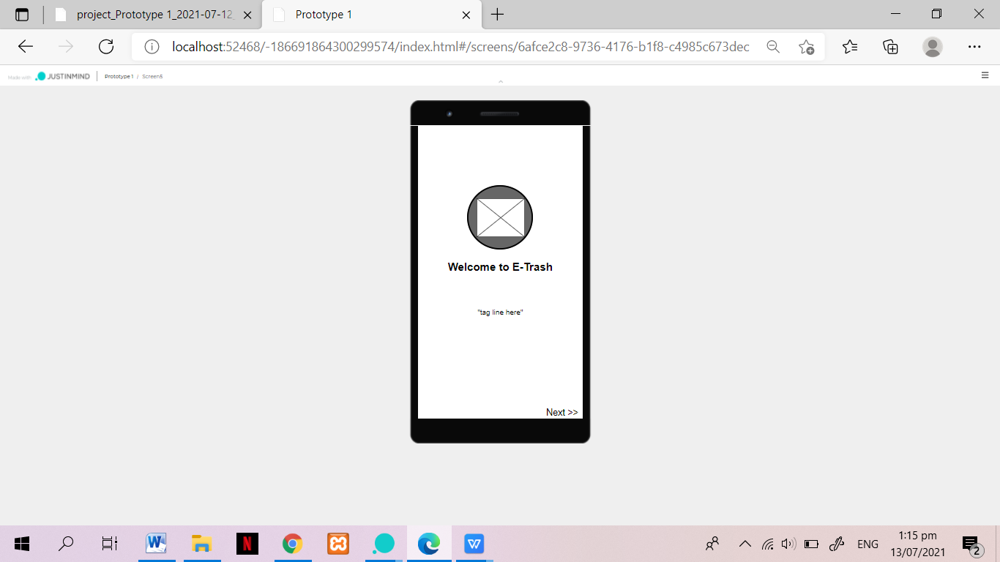 project_Prototype 1_2021-07-12_
Prototype 1
localhost:52468/-186691864300299574/index.html#/screens/6afce2c8-9736-4176-b1f8-c4985c673dec
Made with JUSTINMIND Prototype 1 / Screen5
Welcome to E-Trash
"tag line here"
Next >>
ENG
1:15 pm
13/07/2021
2